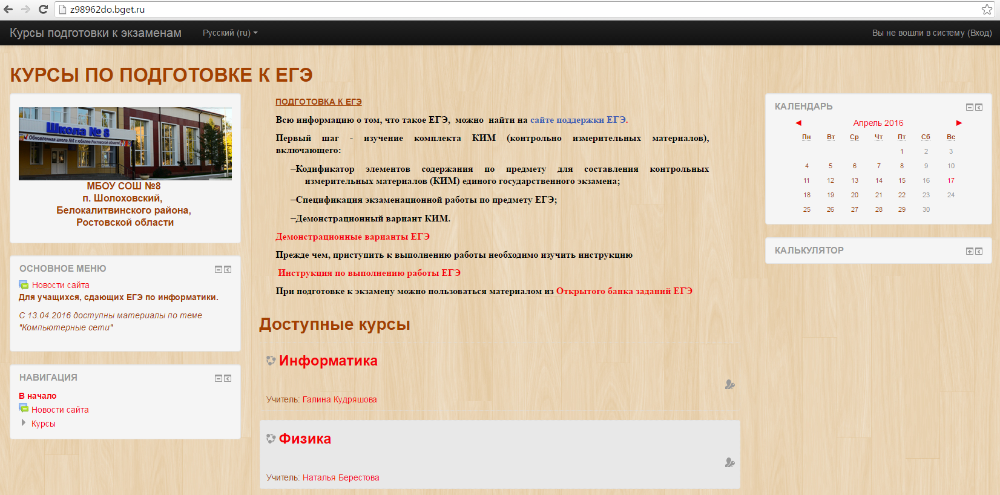 z98962do.bget.ru
Курсы подготовки к экзаменам
Русский (ru)
Вы не вошли в систему (Вход)
КУРСЫ ПО ПОДГОТОВКЕ К ЕГЭ
Школа № 8
Обновленная школа №8 к юбилею Ростовской области
МБОУ СОШ №8
п. Шолоховский,
Белокалитвинского района,
Ростовской области
ОСНОВНОЕ МЕНЮ
Новости сайта
Для учащихся, сдающих ЕГЭ по информатики.
С 13.04.2016 доступны материалы по теме
"Компьютерные сети"
НАВИГАЦИЯ
В начало
Новости сайта
Курсы
ПОДГОТОВКА К ЕГЭ
Всю информацию о том, что такое ЕГЭ, можно найти на сайте поддержки ЕГЭ.
Первый шаг - изучение комплекта КИМ (контрольно измерительных материалов),
включающего:
–Кодификатор элементов содержания по предмету для составления контрольных
измерительных материалов (КИМ) единого государственного экзамена;
–Спецификация экзаменационной работы по предмету ЕГЭ;
–Демонстрационный вариант КИМ.
Демонстрационные варианты ЕГЭ
Прежде чем, приступить к выполнению работы необходимо изучить инструкцию
Инструкция по выполнению работы ЕГЭ
При подготовке к экзамену можно пользоваться материалом из Открытого банка заданий ЕГЭ
Доступные курсы
Информатика
Учитель: Галина Кудряшова
Физика
Учитель: Наталья Берестова
КАЛЕНДАРЬ
Апрель 2016
Пн Вт Ср Чт Пт Сб Вс
1 2 3
4 5 6 7 8 9 10
11 12 13 14 15 16 17
18 19 20 21 22 23 24
25 26 27 28 29 30
КАЛЬКУЛЯТОР